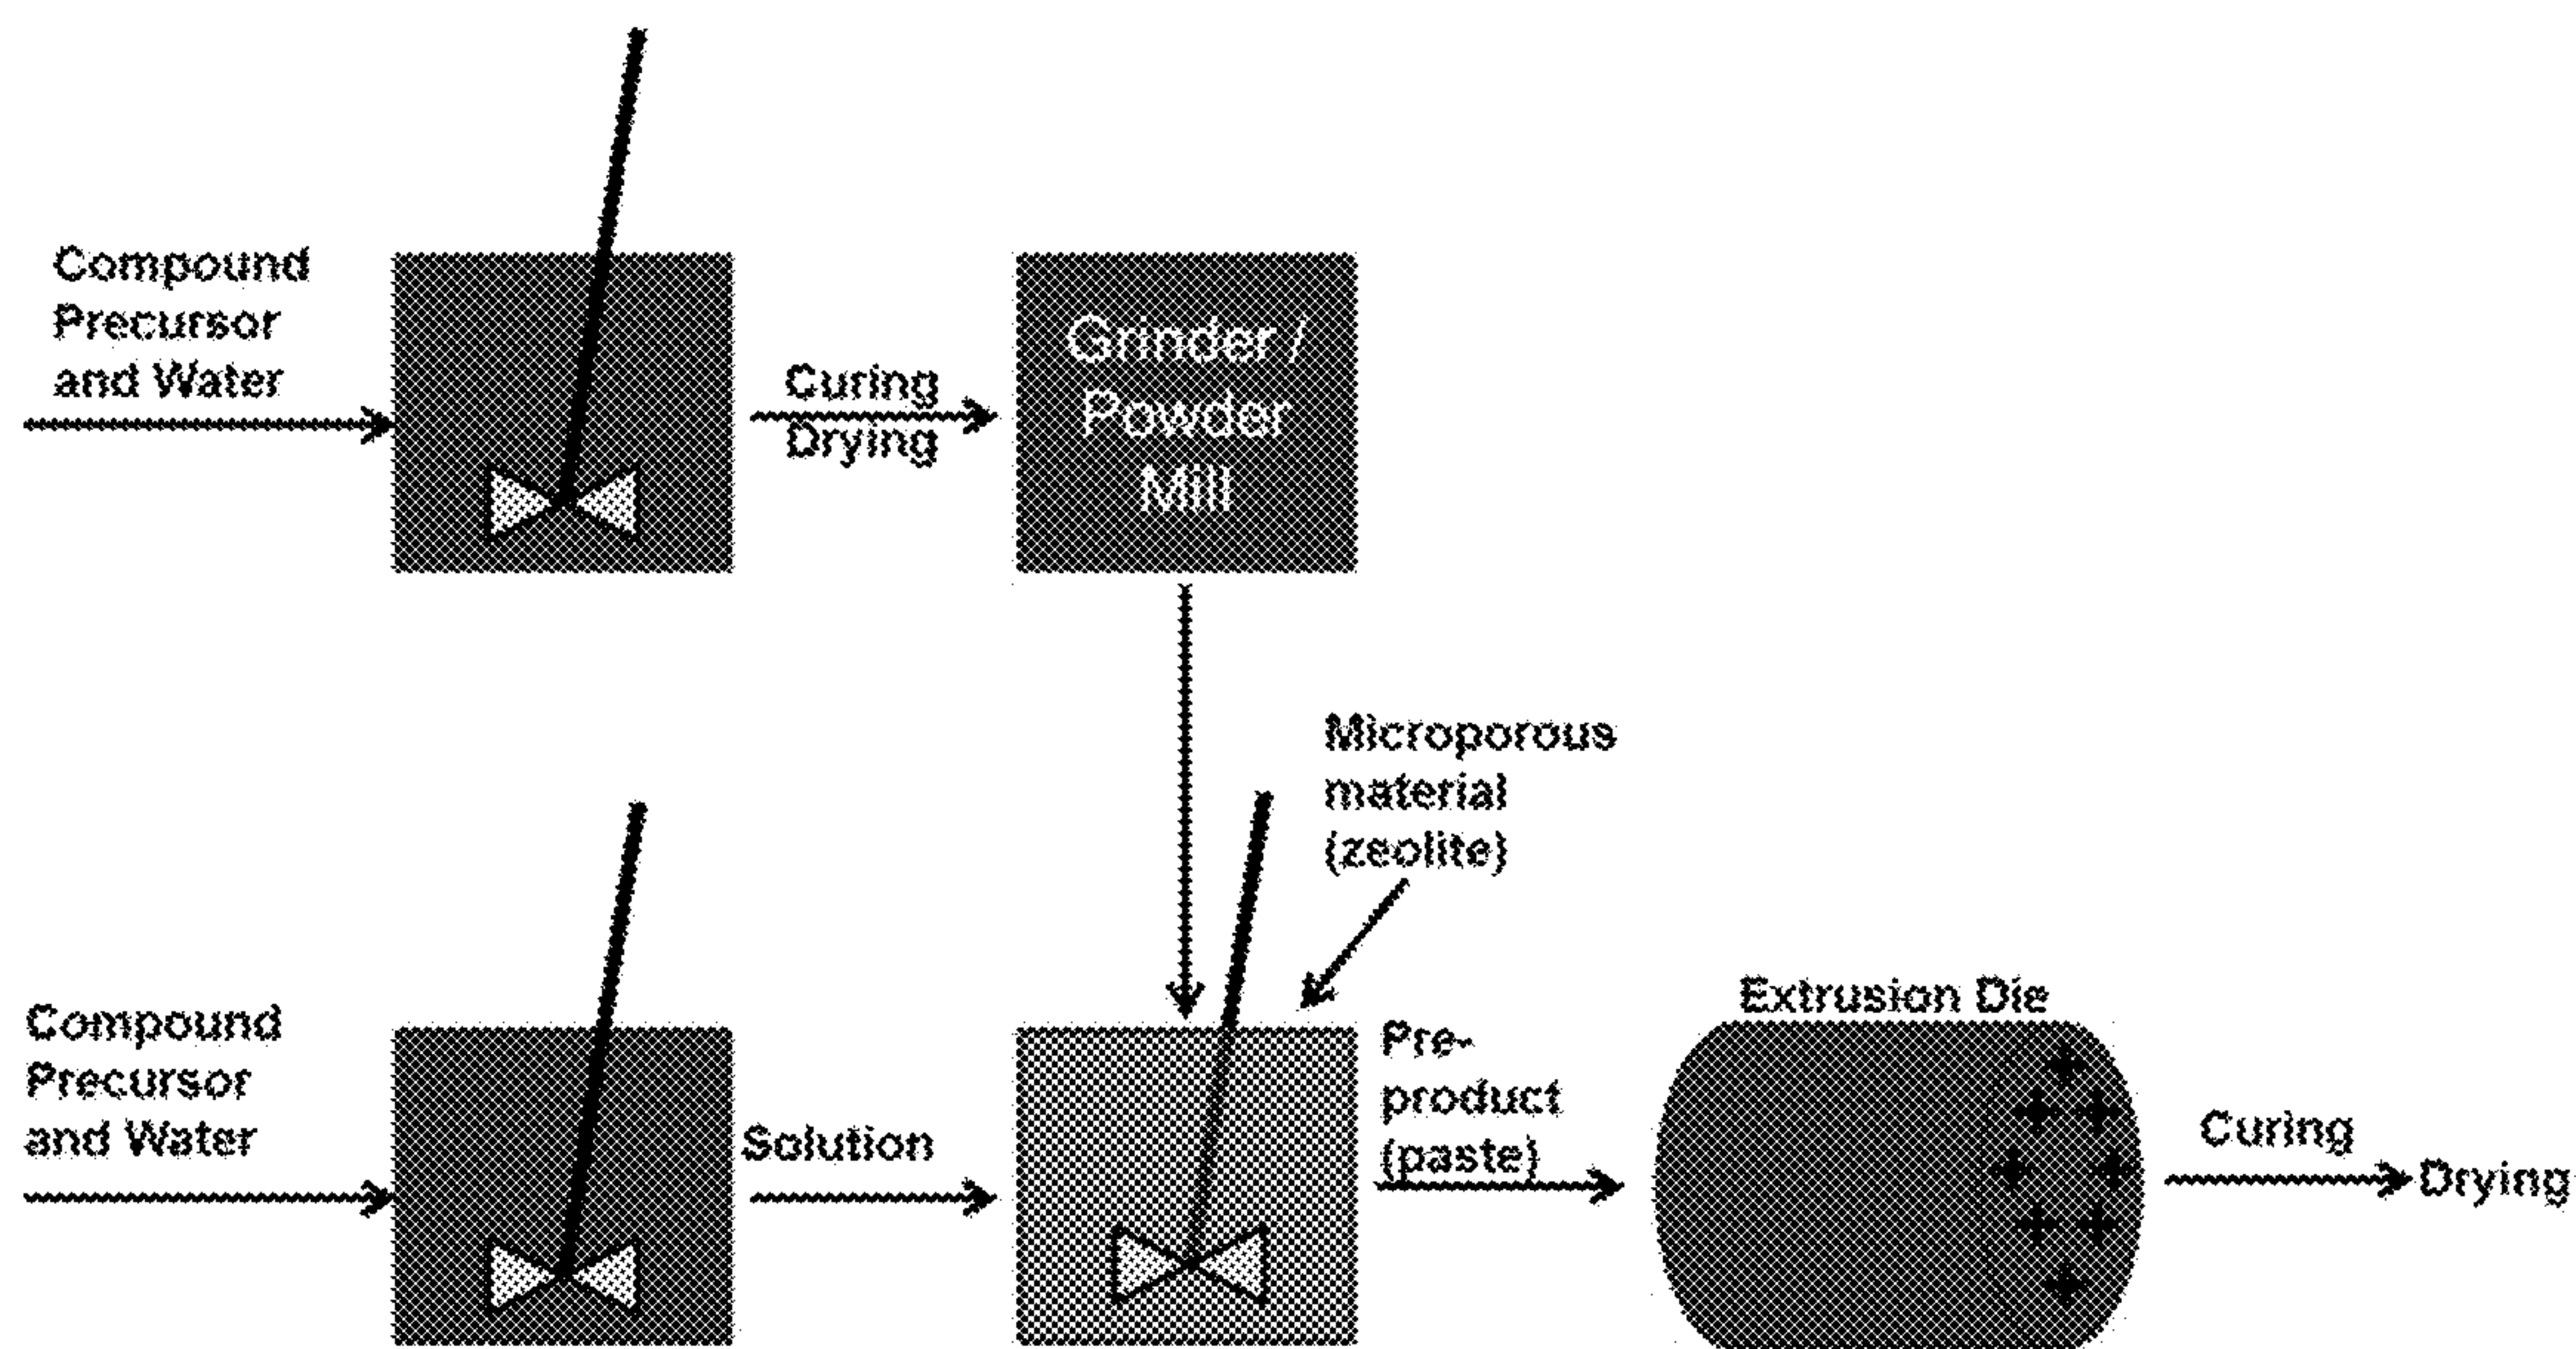 Compound
Precursor
and Water
Curing
Drying
Grinder /
Powder
Mill
Microporous
material
(zeolite)
Compound
Precursor
and Water
Solution
Pre-
product
(paste)
Extrusion Die
Curing
Drying